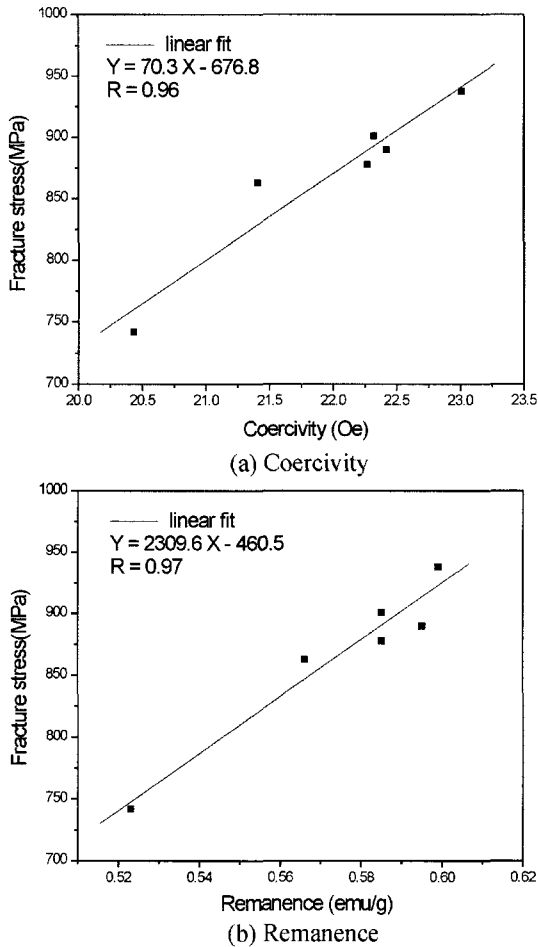 1000
950
900
850
800
750
700
Fracture stress(MPa)
linear fit
Y = 70.3 X - 676.8
R = 0.96
20.0 20.5 21.0 21.5 22.0 22.5 23.0 23.5
Coercivity (Oe)
(a) Coercivity
1000
950
900
850
800
750
700
Fracture stress(MPa)
linear fit
Y = 2309.6 X - 460.5
R = 0.97
0.52 0.54 0.56 0.58 0.60 0.62
Remanence (emu/g)
(b) Remanence